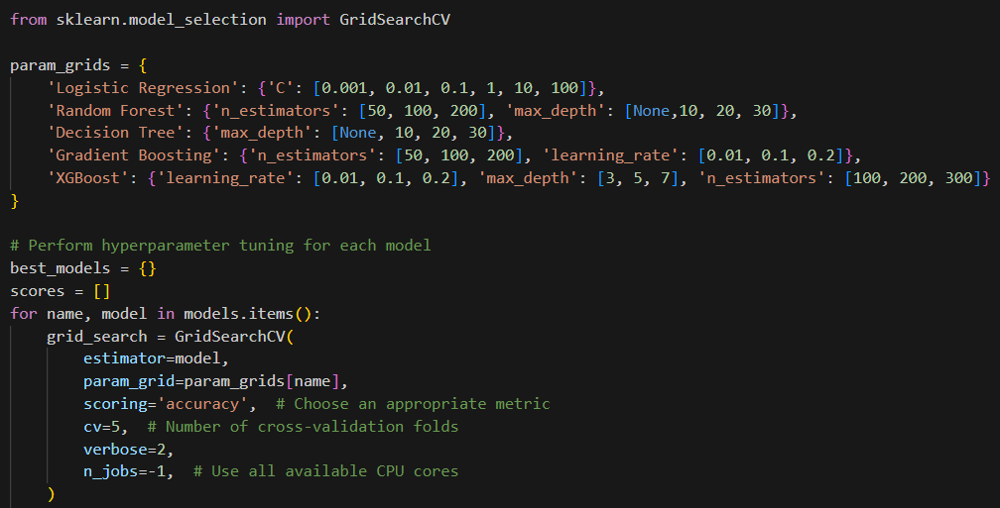 from sklearn.model_selection import GridSearchCV
param_grids = {
'Logistic Regression': {'C': [0.001, 0.01, 0.1, 1, 10, 100]},
'Random Forest': {'n_estimators': [50, 100, 200], 'max_depth': [None,10, 20, 30]},
'Decision Tree': {'max_depth': [None, 10, 20, 30]},
'Gradient Boosting': {'n_estimators': [50, 100, 200], 'learning_rate': [0.01, 0.1, 0.2]},
'XGBoost': {'learning_rate': [0.01, 0.1, 0.2], 'max_depth': [3, 5, 7], 'n_estimators': [100, 200, 300]}
}
# Perform hyperparameter tuning for each model
best_models = {}
scores = []
for name, model in models.items():
grid_search = GridSearchCV(
estimator=model,
param_grid=param_grids[name],
scoring='accuracy',  # Choose an appropriate metric
cv=5,  # Number of cross-validation folds
verbose=2,
n_jobs=-1,  # Use all available CPU cores
)